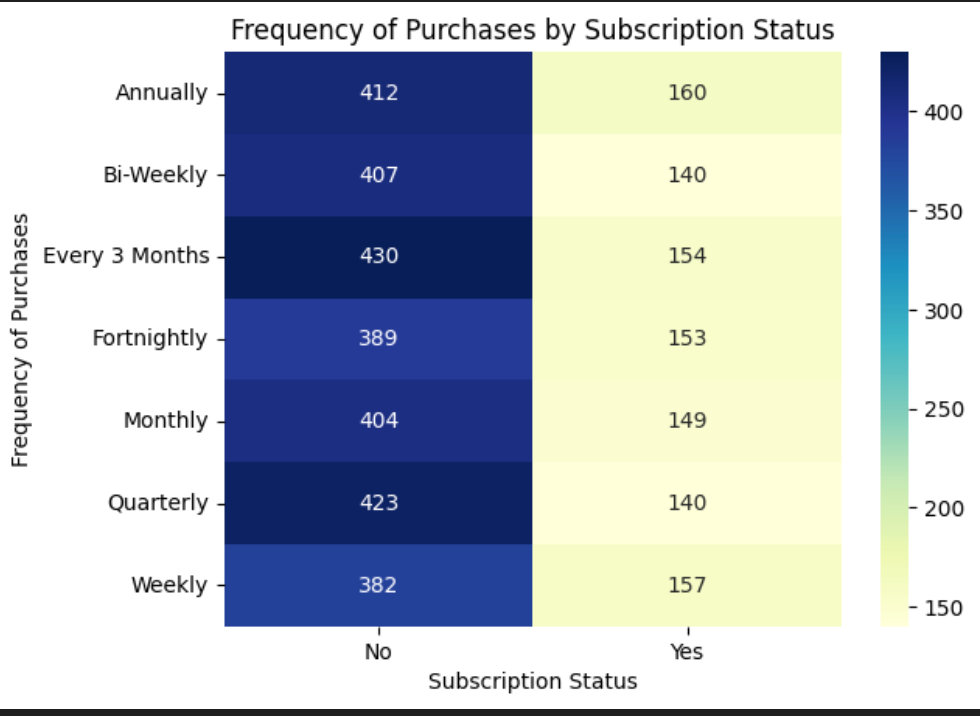 Frequency of Purchases by Subscription Status
Frequency of Purchases
Annually 412 160
Bi-Weekly 407 140
Every 3 Months 430 154
Fortnightly 389 153
Monthly 404 149
Quarterly 423 140
Weekly 382 157
No Yes
Subscription Status
400
350
300
250
200
150